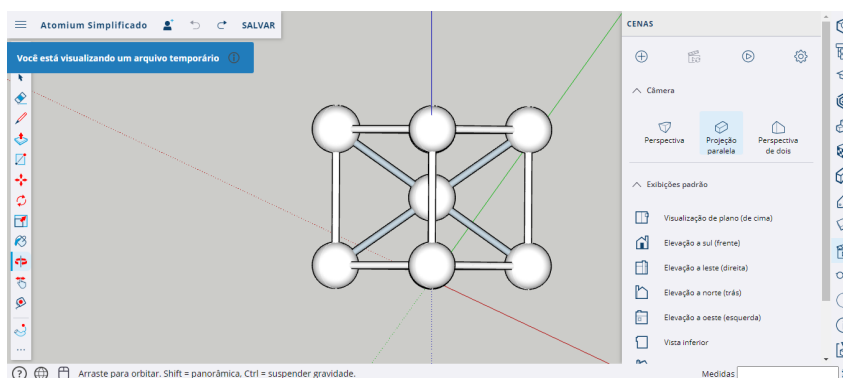 Atomium Simplificado
SALVAR
Você está visualizando um arquivo temporário
CENAS
Câmera
Perspectiva
Projeção
paralela
Perspectiva
de dois
Exibições padrão
Visualização de plano (de cima)
Elevação a sul (frente)
Elevação a leste (direita)
Elevação a norte (trás)
Elevação a oeste (esquerda)
Vista inferior
Arraste para orbitar. Shift = panorâmica, Ctrl = suspender gravidade.
Medidas